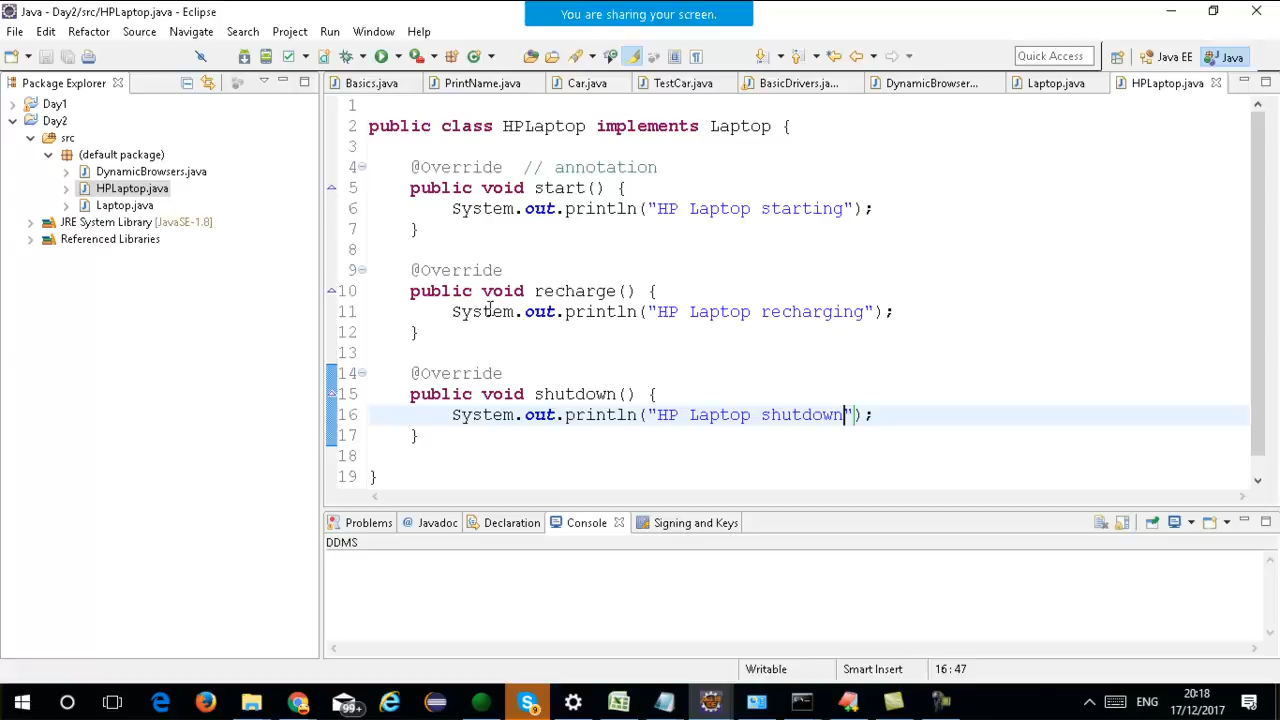 Java - Day2/src/HPLaptop.java - Eclipse
You are sharing your screen.
File Edit Refactor Source Navigate Search Project Run Window Help
Quick Access
Java EE
Java
Package Explorer
Basics.java
PrintName.java
Car.java
TestCar.java
BasicDrivers.ja...
DynamicBrowser...
Laptop.java
HPLaptop.java
Day1
Day2
src
(default package)
DynamicBrowsers.java
HPLaptop.java
Laptop.java
JRE System Library [JavaSE-1.8]
Referenced Libraries
1
2 public class HPLaptop implements Laptop {
3
4 @Override // annotation
5 public void start() {
6 System.out.println("HP Laptop starting");
7 }
8
9 @Override
10 public void recharge() {
11 System.out.println("HP Laptop recharging");
12 }
13
14 @Override
15 public void shutdown() {
16 System.out.println("HP Laptop shutdown");
17 }
18
19 }
Problems @ Javadoc Declaration Console Signing and Keys
DDMS
Writable Smart Insert 16:47
99+
9
ENG
20:18
17/12/2017